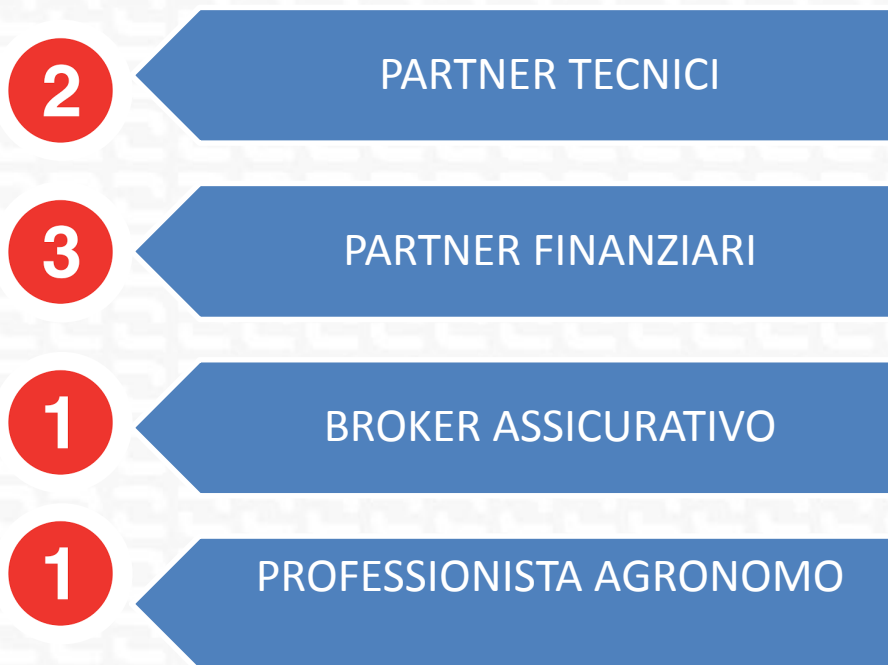 2
PARTNER TECNICI
3
PARTNER FINANZIARI
1
BROKER ASSICURATIVO
1
PROFESSIONISTA AGRONOMO